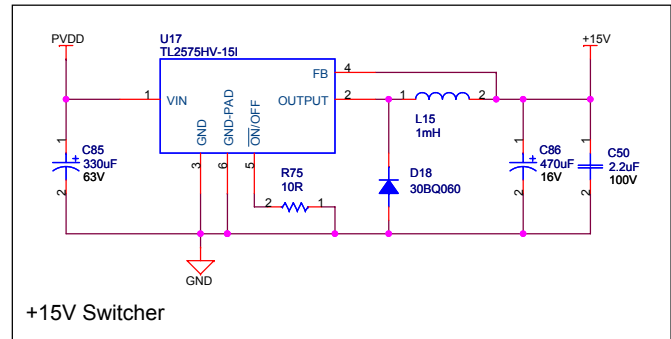 PVDD
U17
TL2575HV-15I
+15V
FB
4
1
VIN
OUTPUT
2
1
2
L15
1mH
GND
GND-PAD
ON/OFF
3
6
5
1
C85
330uF
63V
2
R75
10R
2
1
D18
30BQ060
1
C86
470uF
16V
2
1
C50
2.2uF
100V
2
GND
+15V Switcher